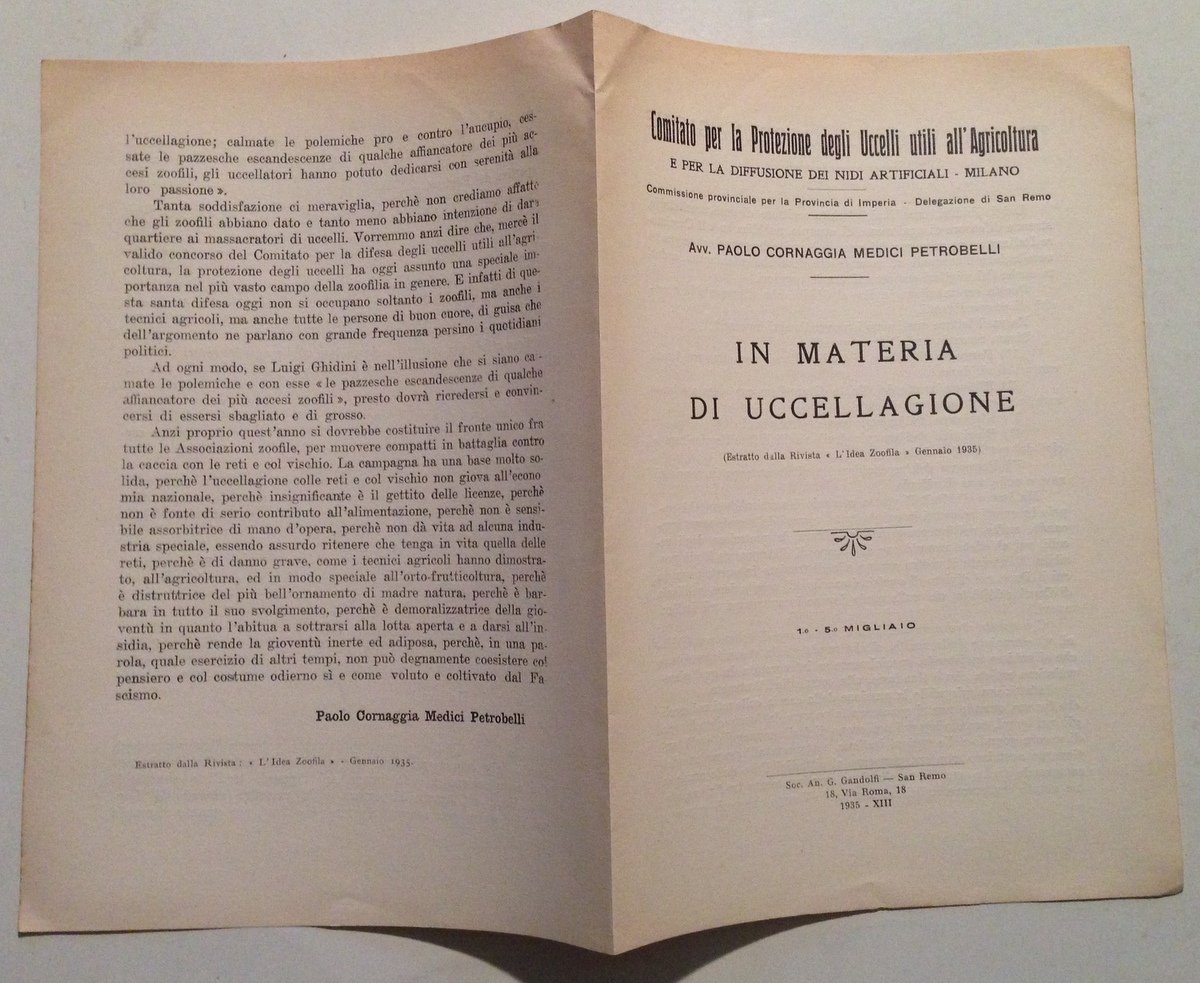 l'uccellagione; calmate le polemiche pro e contro l'aucupio, ces-
sate le pazzesche escandescenze di qualche affiancatore dei più ac-
cesi zoofili, gli uccellatori hanno potuto dedicarsi con serenità alla
loro passione ».
Tanta soddisfazione ci meraviglia, perchè non crediamo affatto
che gli zoofili abbiano dato e tanto meno abbiano intenzione di dare
quartiere ai massacratori di uccelli. Vorremmo anzi dire che, mercè il
valido concorso del Comitato per la difesa degli uccelli utili all'agri
coltura, la protezione degli uccelli ha oggi assunto una speciale im-
portanza nel più vasto campo della zoofilia in genere. E infatti di que-
sta santa difesa oggi non si occupano soltanto i zoofili, ma anche i
tecnici agricoli, ma anche tutte le persone di buon cuore, di guisa che
dell'argomento ne parlano con grande frequenza persino i quotidiani
politici.
Ad ogni modo, se Luigi Ghidini è nell'illusione che si siano ca-
mate le polemiche e con esse « le pazzesche escandescenze di qualche
affiancatore dei più accesi zoofili », presto dovrà ricredersi e convin-
cersi di essersi sbagliato e di grosso.
Anzi proprio quest'anno si dovrebbe costituire il fronte unico fra
tutte le Associazioni zoofile, per muovere compatti in battaglia contro
la caccia con le reti e col vischio. La campagna ha una base molto so-
lida, perchè l'uccellagione colle reti e col vischio non giova all'econo
mia nazionale, perchè insignificante è il gettito delle licenze, perchè
non è fonte di serio contributo all'alimentazione, perchè non è sensi-
bile assorbitrice di mano d'opera, perchè non dà vita ad alcuna indu-
stria speciale, essendo assurdo ritenere che tenga in vita quella delle
reti, perchè è di danno grave, come i tecnici agricoli hanno dimostra-
to, all'agricoltura, ed in modo speciale all'orto-frutticoltura, perchè
è distruttrice del più bell'ornamento di madre natura, perchè è bar-
bara in tutto il suo svolgimento, perchè è demoralizzatrice della gio-
ventù in quanto l'abitua a sottrarsi alla lotta aperta e a darsi all'in-
sidia, perchè rende la gioventù inerte ed adiposa, perchè, in una pa-
rola, quale esercizio di altri tempi, non può degnamente coesistere col
pensiero e col costume odierno sì e come voluto e coltivato dal Fa
scismo.
Paolo Cornaggia Medici Petrobelli
Estratto dalla Rivista: « L'Idea Zoofila » - Gennaio 1935.
Comitato per la Protezione degli Uccelli utili all'Agricoltura
E PER LA DIFFUSIONE DEI NIDI ARTIFICIALI - MILANO
Commissione provinciale per la Provincia di Imperia - Delegazione di San Remo
Avv. PAOLO CORNAGGIA MEDICI PETROBELLI
IN MATERIA
DI UCCELLAGIONE
(Estratto dalla Rivista « L'Idea Zoofila » Gennaio 1935)
1.o - 5.o MIGLIAIO
Soc. An. G. Gandolfi — San Remo
18, Via Roma, 18
1935 - XIII